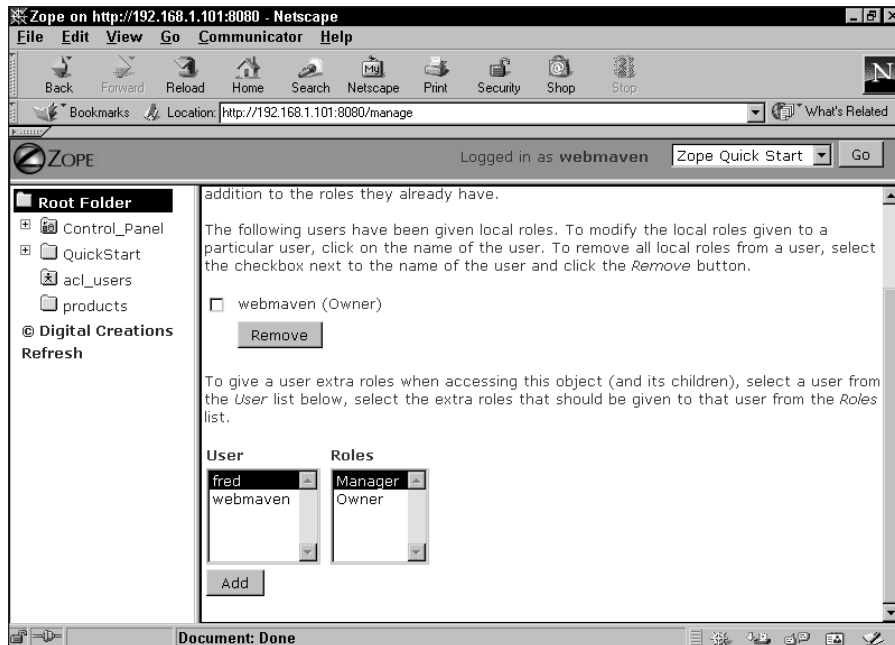 Zope on http://192.168.1.101:8080 - Netscape
File Edit View Go Communicator Help
Back Forward Reload Home Search Netscape Print Security Shop Stop
Bookmarks Location: http://192.168.1.101:8080/manage What's Related
ZOPE Logged in as webmaven Zope Quick Start Go
Root Folder
Control_Panel
QuickStart
acl_users
products
© Digital Creations
Refresh
addition to the roles they already have.
The following users have been given local roles. To modify the local roles given to a
particular user, click on the name of the user. To remove all local roles from a user, select
the checkbox next to the name of the user and click the Remove button.
webmaven (Owner)
Remove
To give a user extra roles when accessing this object (and its children), select a user from
the User list below, select the extra roles that should be given to that user from the Roles
list.
User Roles
fred Manager
webmaven Owner
Add
Document: Done